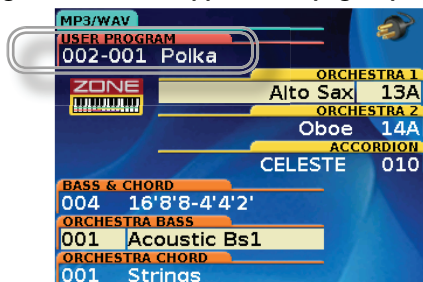 MP3/WAV
USER PROGRAM
002-001 Polka
ZONE
ORCHESTRA 1
Alto Sax 13A
ORCHESTRA 2
Oboe 14A
ACCORDION
CELESTE 010
BASS & CHORD
004 16'8'8-4'4'2'
ORCHESTRA BASS
001 Acoustic Bs1
ORCHESTRA CHORD
001 Strings